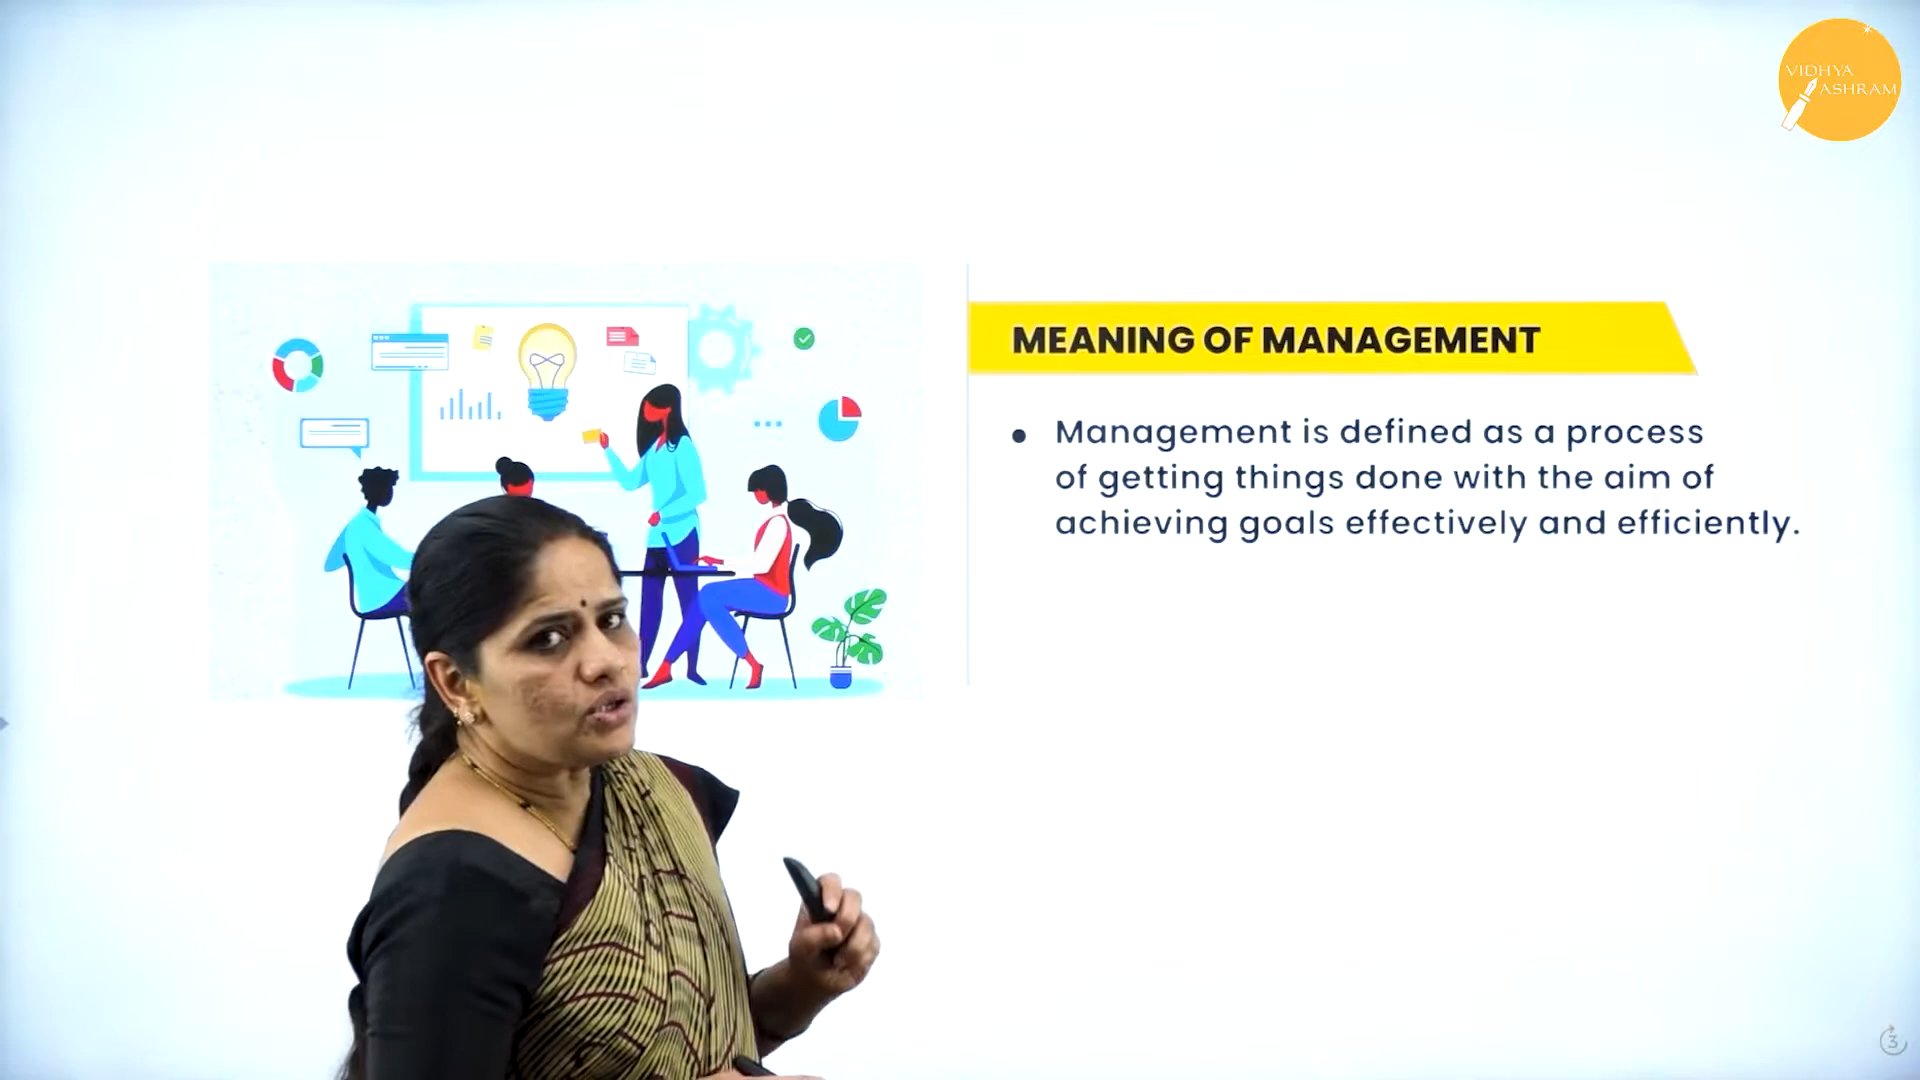 VIDHYA
ASHRAM
MEANING OF MANAGEMENT
• Management is defined as a process
of getting things done with the aim of
achieving goals effectively and efficiently.
3